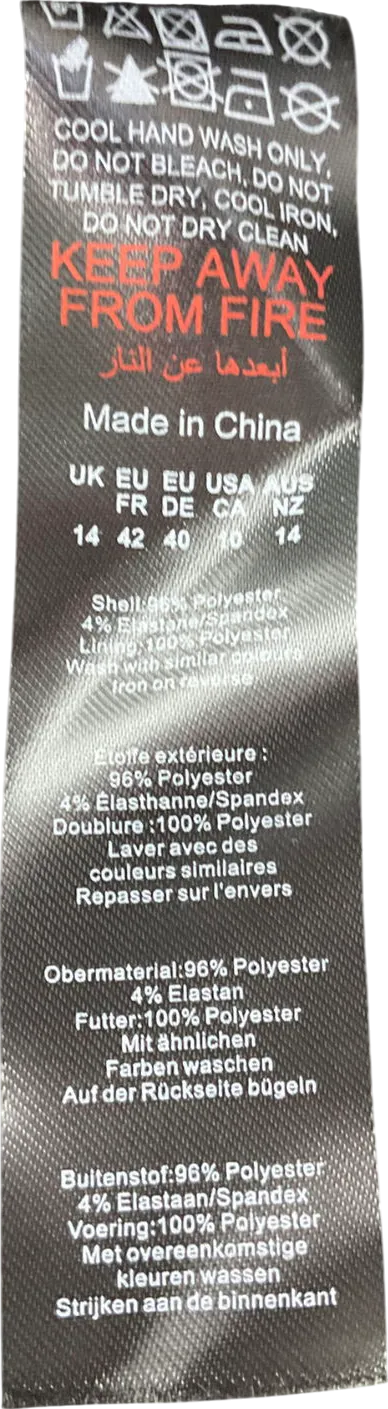 COOL HAND WASH ONLY,
DO NOT BLEACH, DO NOT
TUMBLE DRY, COOL IRON,
DO NOT DRY CLEAN
KEEP AWAY
FROM FIRE
أبعدها عن النار
Made in China
UK EU EU USA AUS
FR DE CA NZ
14 42 40 10 14
Shell:96% Polyester
4% Elastane/Spandex
Lining:100% Polyester
Wash with similar colours
Iron on reverse
Étoffe extérieure :
96% Polyester
4% Élasthanne/Spandex
Doublure :100% Polyester
Laver avec des
couleurs similaires
Repasser sur l'envers
Obermaterial:96% Polyester
4% Elastan
Futter:100% Polyester
Mit ähnlichen
Farben waschen
Auf der Rückseite bügeln
Buitenstof:96% Polyester
4% Elastaan/Spandex
Voering:100% Polyester
Met overeenkomstige
kleuren wassen
Strijken aan de binnenkant